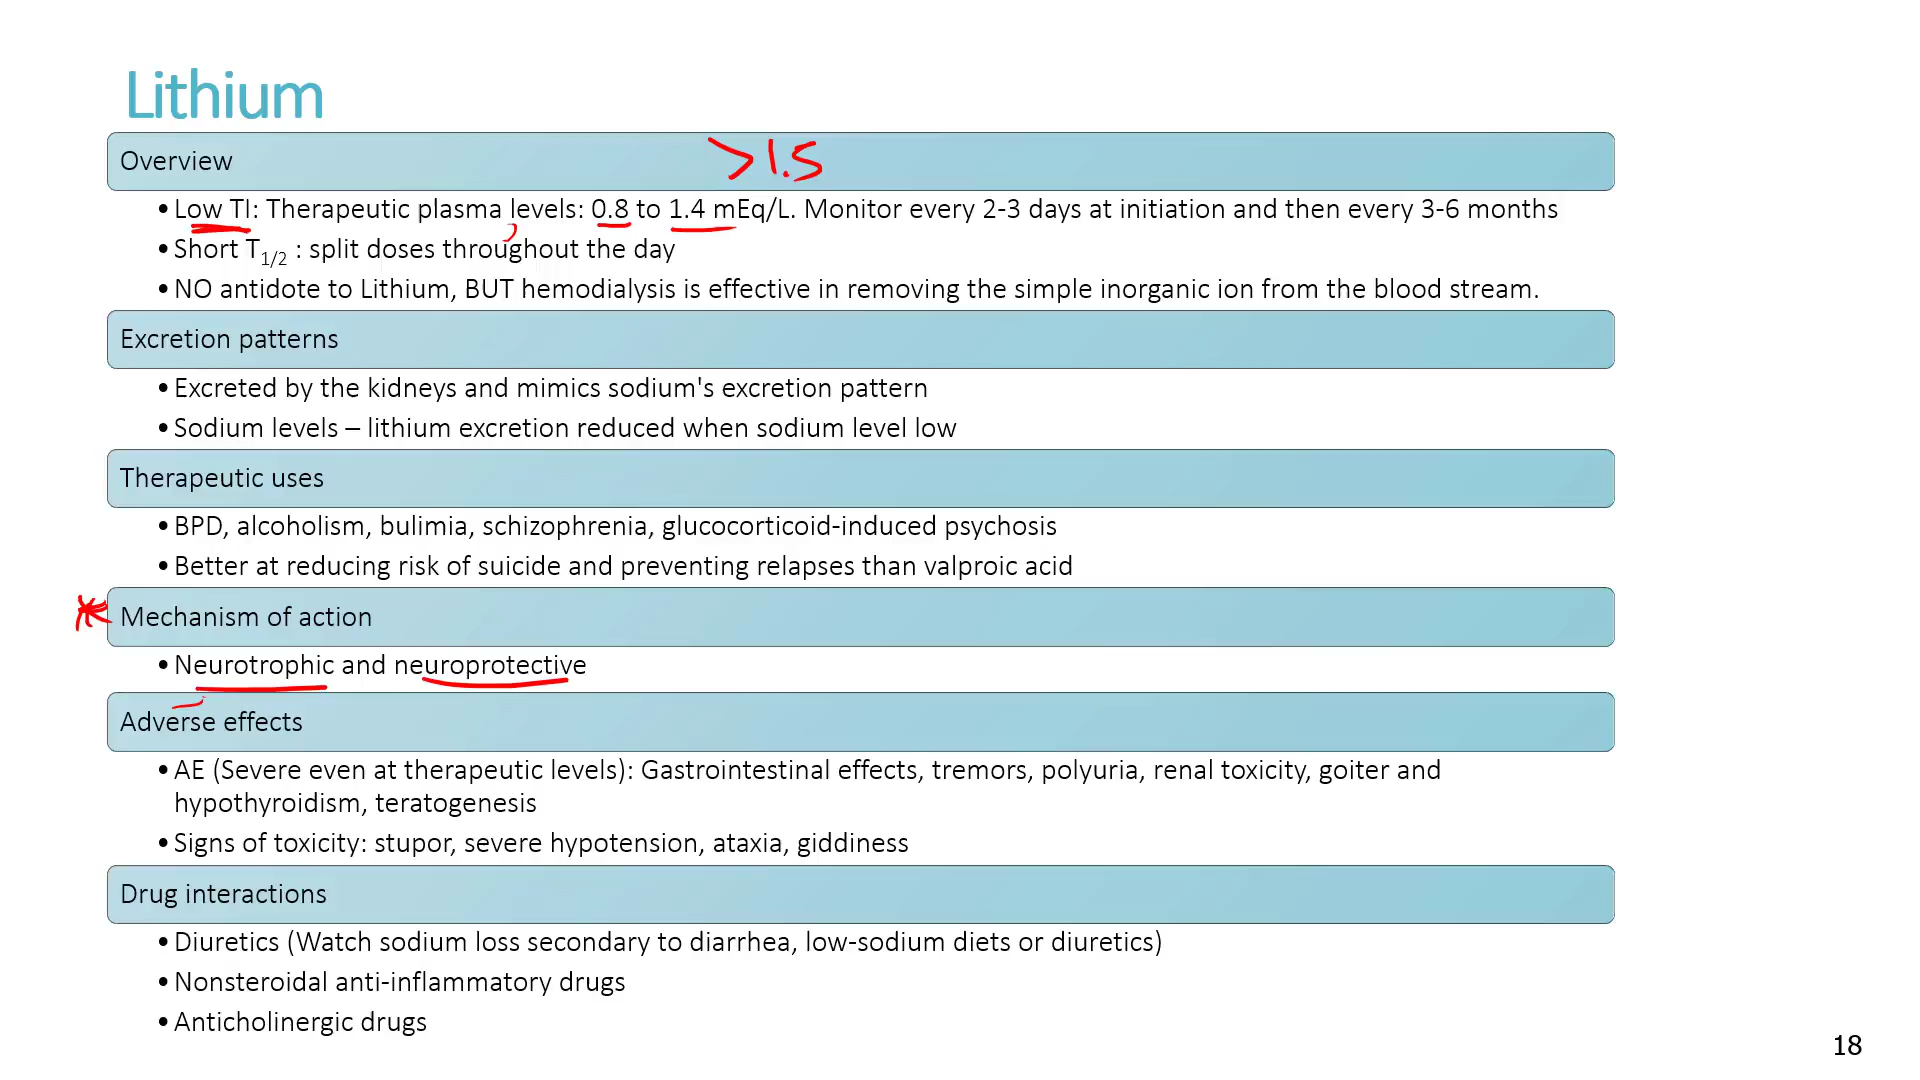 Lithium
>1.5
Overview
•Low TI: Therapeutic plasma levels: 0.8 to 1.4 mEq/L. Monitor every 2-3 days at initiation and then every 3-6 months
•Short T1/2 : split doses throughout the day
•NO antidote to Lithium, BUT hemodialysis is effective in removing the simple inorganic ion from the blood stream.
Excretion patterns
•Excreted by the kidneys and mimics sodium's excretion pattern
•Sodium levels – lithium excretion reduced when sodium level low
Therapeutic uses
•BPD, alcoholism, bulimia, schizophrenia, glucocorticoid-induced psychosis
•Better at reducing risk of suicide and preventing relapses than valproic acid
Mechanism of action
•Neurotrophic and neuroprotective
Adverse effects
•AE (Severe even at therapeutic levels): Gastrointestinal effects, tremors, polyuria, renal toxicity, goiter and
hypothyroidism, teratogenesis
•Signs of toxicity: stupor, severe hypotension, ataxia, giddiness
Drug interactions
•Diuretics (Watch sodium loss secondary to diarrhea, low-sodium diets or diuretics)
•Nonsteroidal anti-inflammatory drugs
•Anticholinergic drugs
18